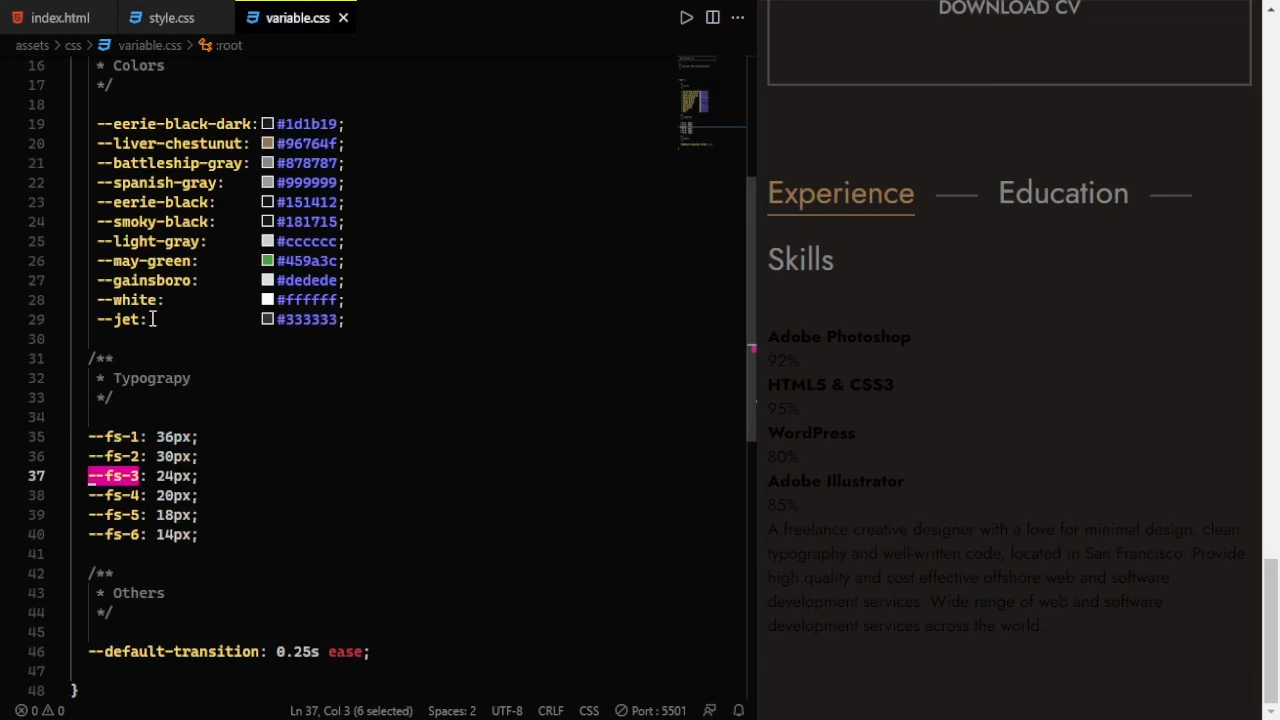 index.html
style.css
variable.css
assets > css > variable.css > :root
16 * Colors
17 */
18
19 --eerie-black-dark: #1d1b19;
20 --liver-chestunut: #96764f;
21 --battleship-gray: #878787;
22 --spanish-gray: #999999;
23 --eerie-black: #151412;
24 --smoky-black: #181715;
25 --light-gray: #cccccc;
26 --may-green: #459a3c;
27 --gainsboro: #dedede;
28 --white: #ffffff;
29 --jet: #333333;
30
31 /**
32 * Typograpy
33 */
34
35 --fs-1: 36px;
36 --fs-2: 30px;
37 --fs-3: 24px;
38 --fs-4: 20px;
39 --fs-5: 18px;
40 --fs-6: 14px;
41
42 /**
43 * Others
44 */
45
46 --default-transition: 0.25s ease;
47
48 }
0 0 Ln 37, Col 3 (6 selected) Spaces: 2 UTF-8 CRLF CSS Port : 5501
DOWNLOAD CV
Experience Education
Skills
Adobe Photoshop
92%
HTML5 & CSS3
95%
WordPress
80%
Adobe Illustrator
85%
A freelance creative designer with a love for minimal design, clean
typography and well-written code, located in San Francisco. Provide
high quality and cost effective offshore web and software
development services. Wide range of web and software
development services across the world.